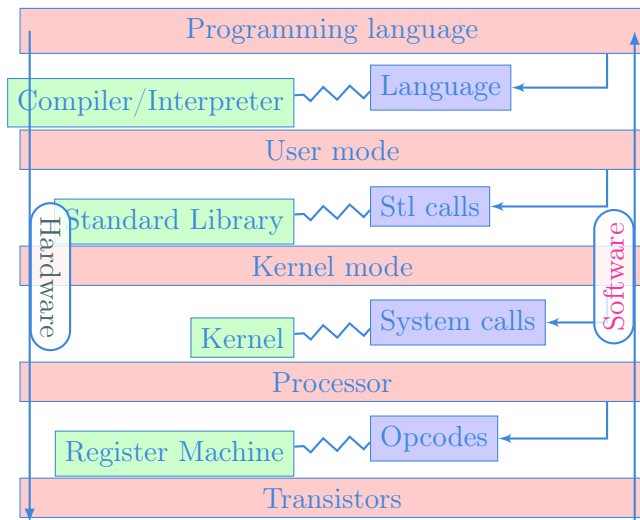 Programming language
Language
Compiler/Interpreter
User mode
Stl calls
Standard Library
Hardware
Software
Kernel mode
System calls
Kernel
Processor
Opcodes
Register Machine
Transistors